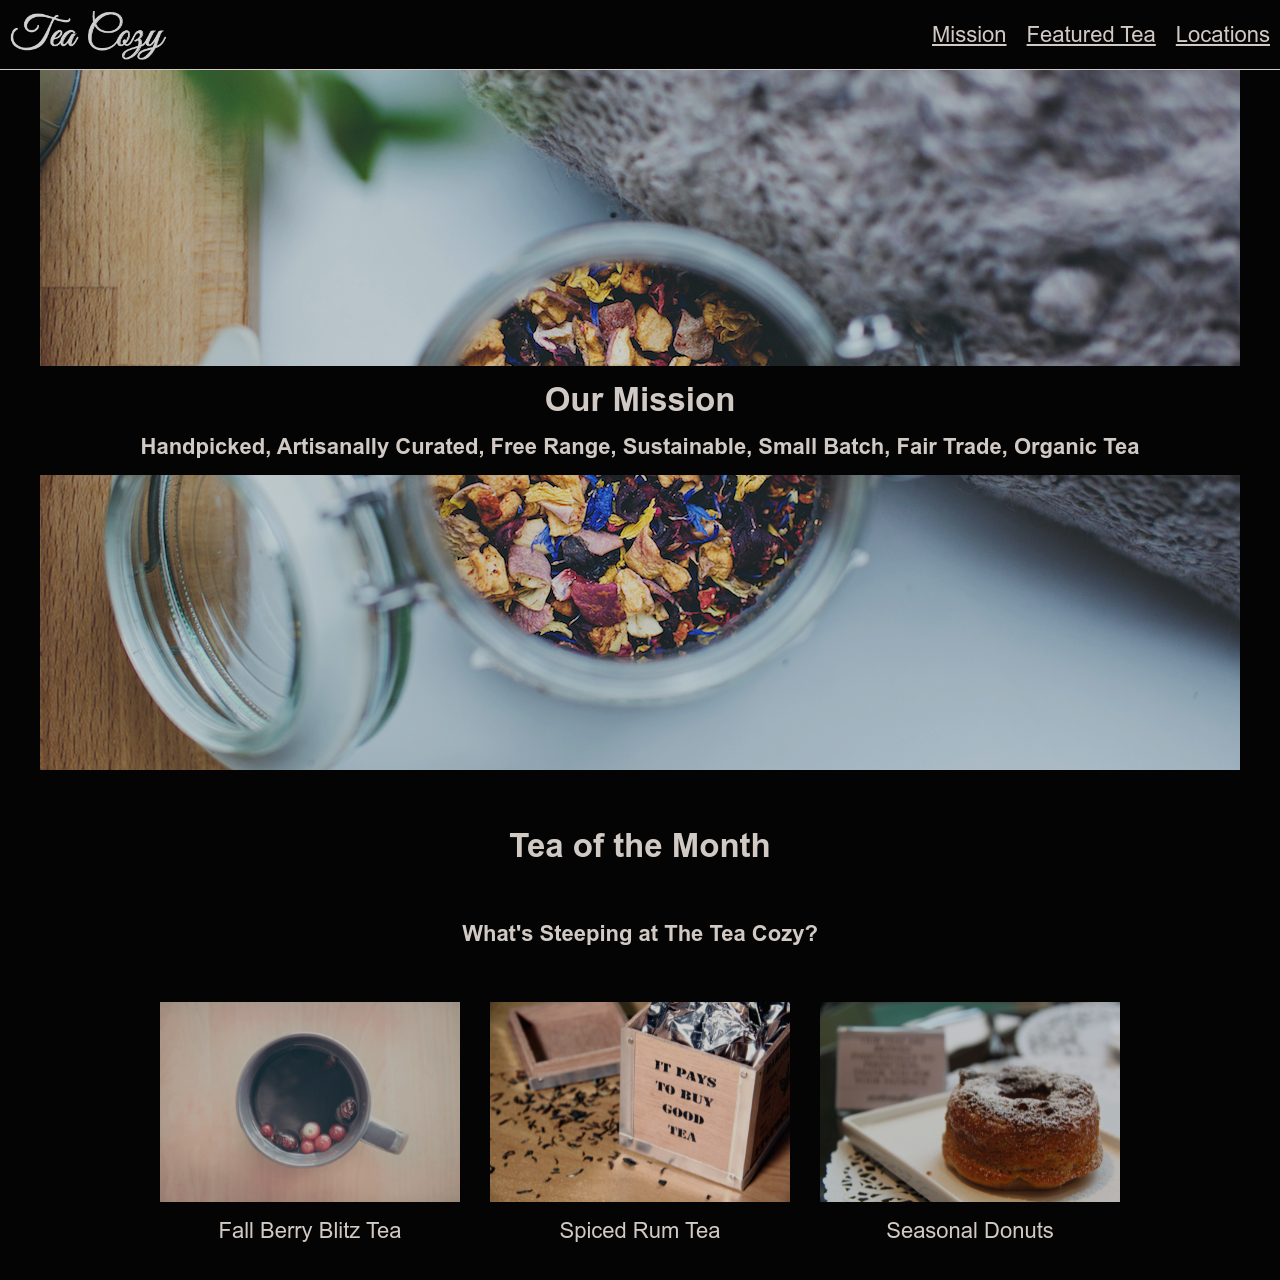 Tea Cozy
Mission Featured Tea Locations
Our Mission
Handpicked, Artisanally Curated, Free Range, Sustainable, Small Batch, Fair Trade, Organic Tea
Tea of the Month
What's Steeping at The Tea Cozy?
IT PAYS
TO BUY
GOOD
TEA
Fall Berry Blitz Tea
Spiced Rum Tea
Seasonal Donuts